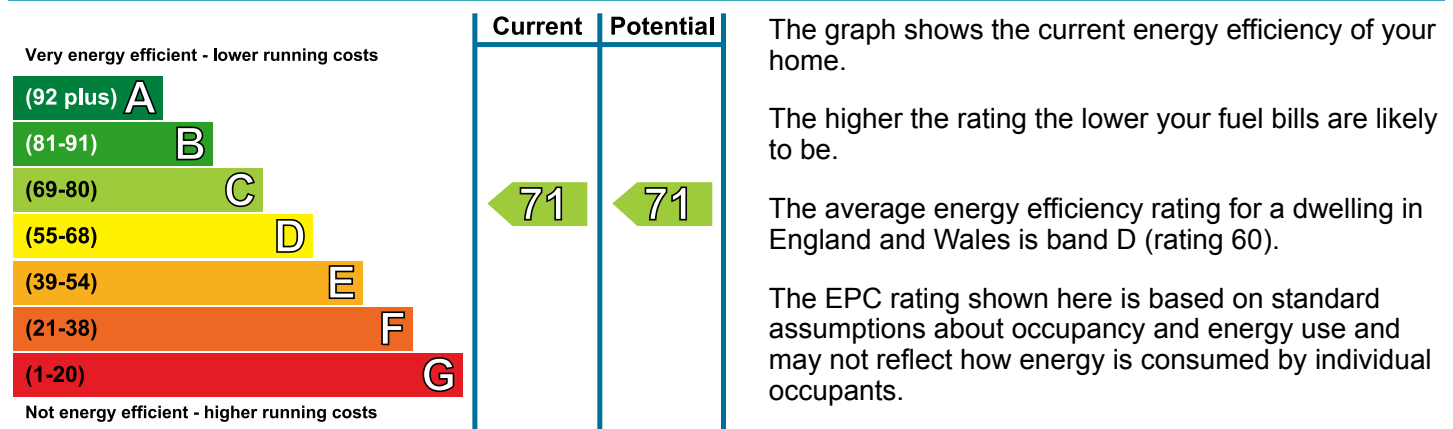 Current Potential
Very energy efficient - lower running costs
(92 plus) A
(81-91) B
(69-80) C
71 71
(55-68) D
(39-54) E
(21-38) F
(1-20) G
Not energy efficient - higher running costs
The graph shows the current energy efficiency of your
home.
The higher the rating the lower your fuel bills are likely
to be.
The average energy efficiency rating for a dwelling in
England and Wales is band D (rating 60).
The EPC rating shown here is based on standard
assumptions about occupancy and energy use and
may not reflect how energy is consumed by individual
occupants.